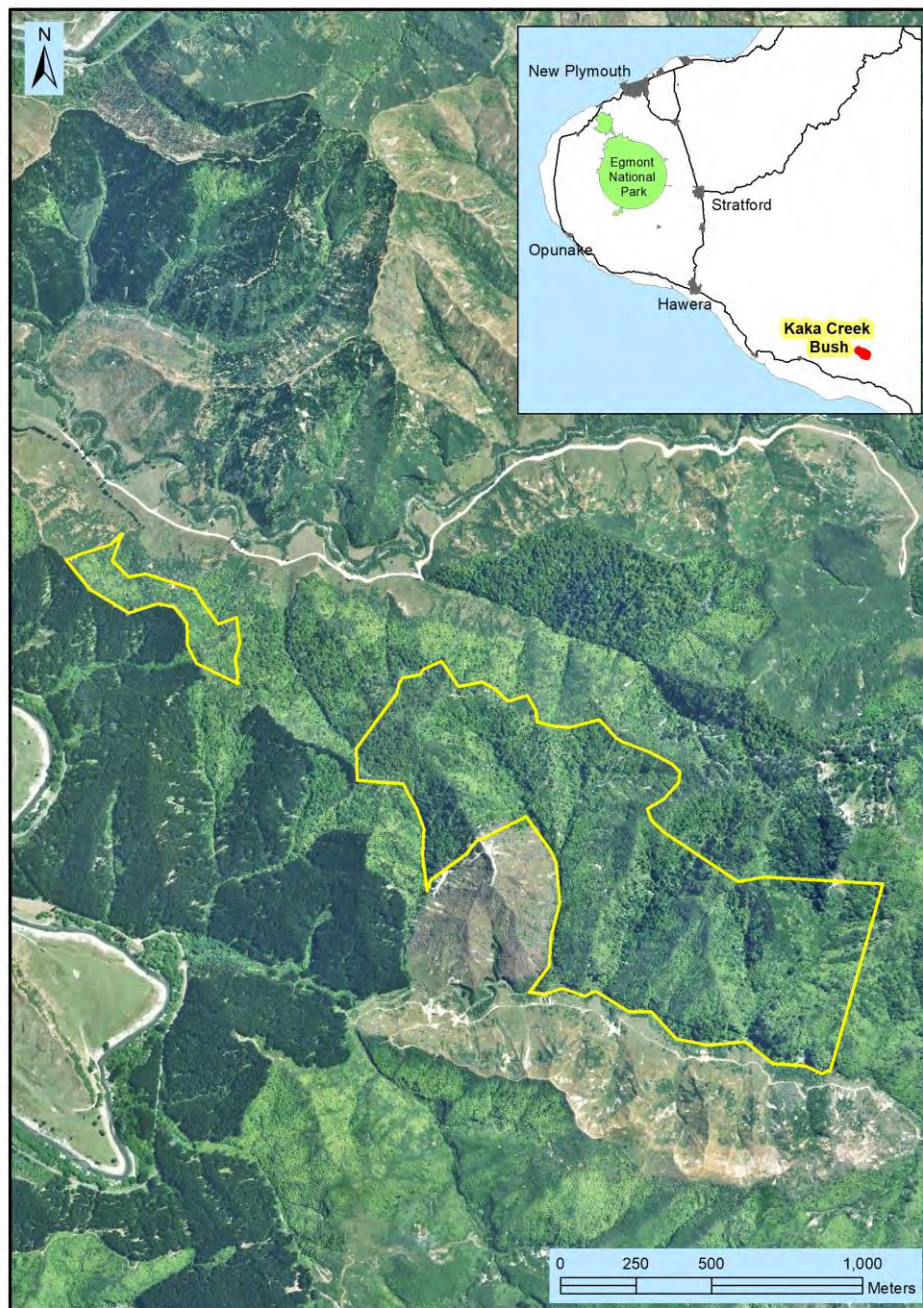 N
New Plymouth
Egmont
National
Park
Stratford
Opunake
Hawera
Kaka Creek
Bush
0 250 500 1,000
Meters